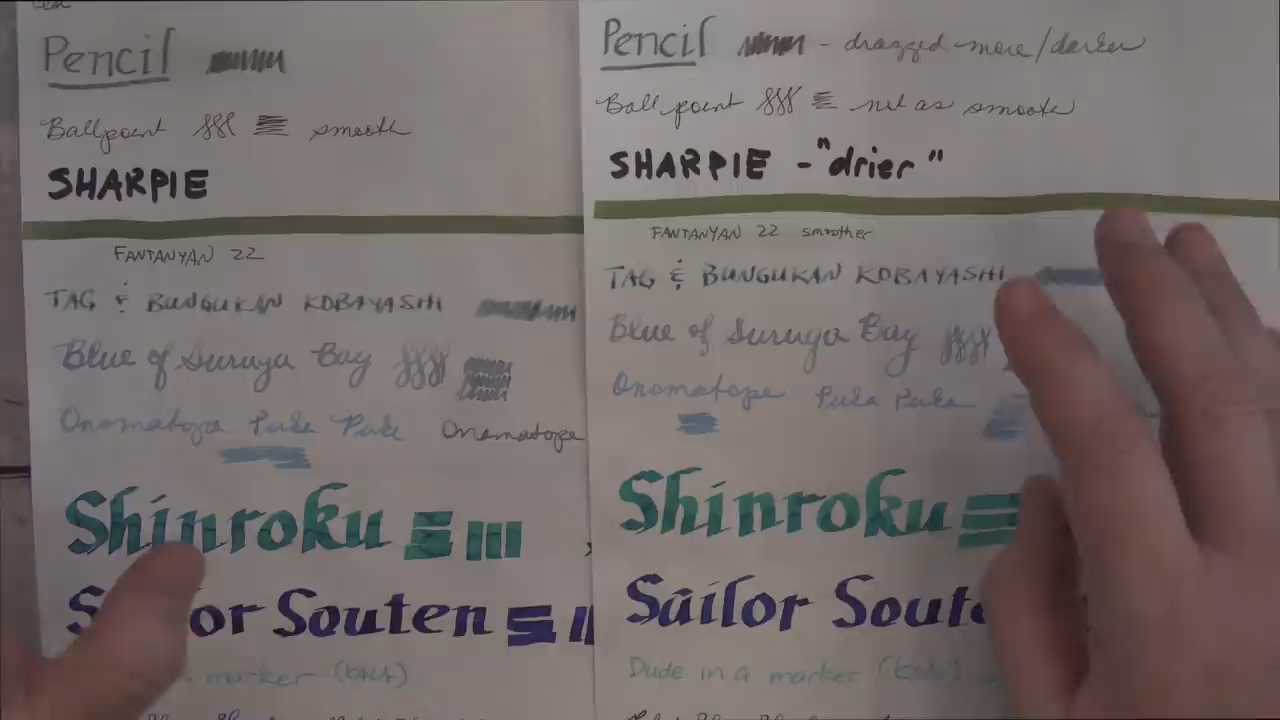 Pencil
Ballpoint smooth
SHARPIE
FANTANYAN 22
TAG & BUNGUKAN KOBAYASHI
Blue of Suruga Bay
Onomatope Pula Pula Onomatope
Shinroku
Sailor Souten
marker
Pencil - dragged more/darker
Ballpoint not as smooth
SHARPIE - "drier"
FANTANYAN 22 smoother
TAG & BUNGUKAN KOBAYASHI
Blue of Suruga Bay
Onomatope Pula Pula
Shinroku
Sailor Soute
Dude in a marker